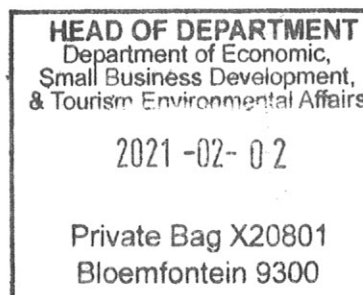 HEAD OF DEPARTMENT
Department of Economic,
Small Business Development,
& Tourism Environmental Affairs
2021 -02- 02
Private Bag X20801
Bloemfontein 9300